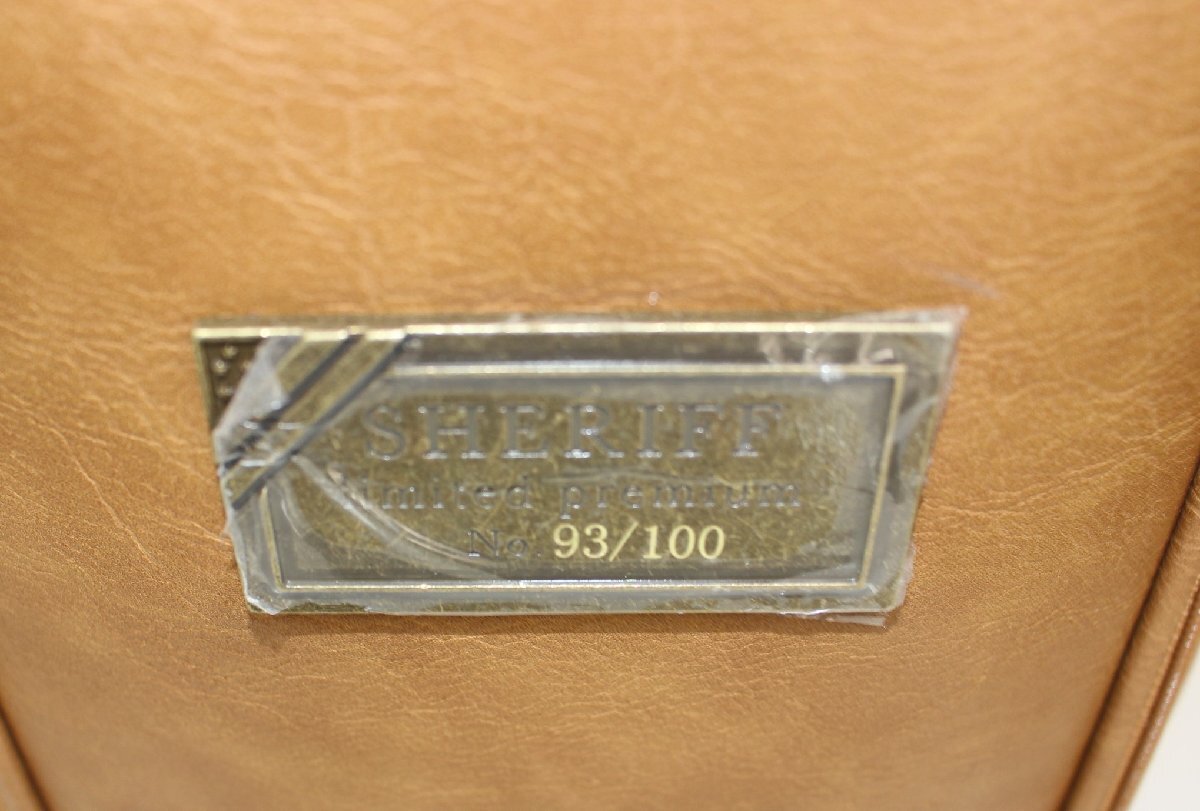 SHERIFF
limited premium
No. 93/100